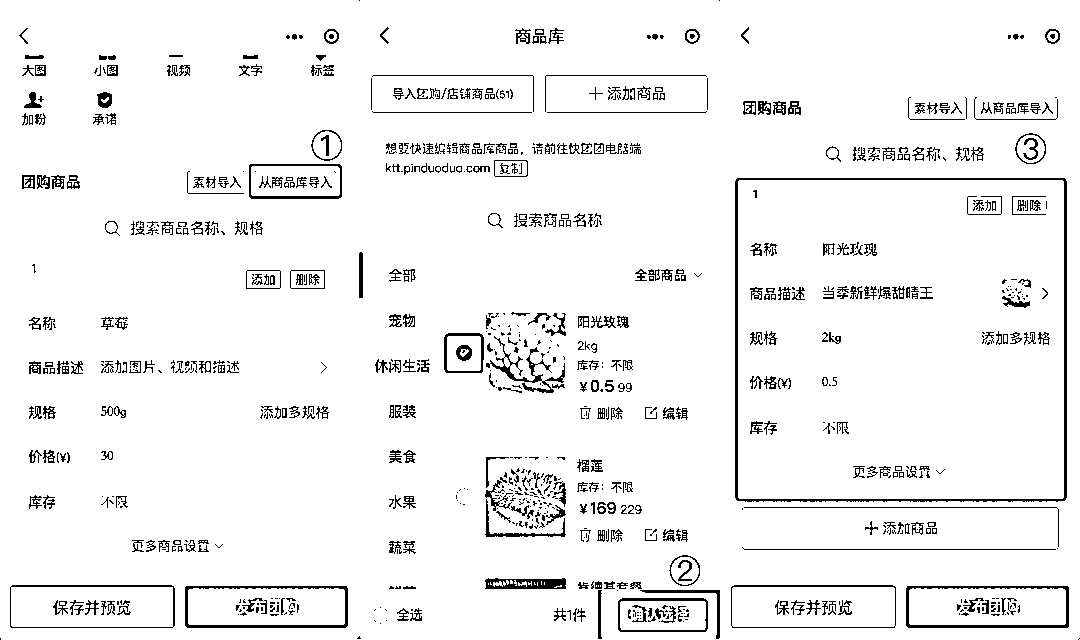 大图 小图 视频 文字 标签
加粉 承诺
①
团购商品 素材导入 从商品库导入
搜索商品名称、规格
1
添加 删除
名称 草莓
商品描述 添加图片、视频和描述
规格 500g 添加多规格
价格(¥) 30
库存 不限
更多商品设置
保存并预览 发布团购
商品库
导入团购/店铺商品(51) 十添加商品
想要快速编辑商品库商品，请前往快团团电脑端
ktt.pinduoduo.com 复制
搜索商品名称
全部 全部商品
宠物
休闲生活
服装
美食
水果
蔬菜
阳光玫瑰
2kg
库存：不限
¥0.5 99
删除 编辑
榴莲
库存：不限
¥169 229
删除 编辑
②
全选 共1件 确认选择
团购商品 素材导入 从商品库导入
搜索商品名称、规格 ③
1
添加 删除
名称 阳光玫瑰
商品描述 当季新鲜爆甜晴王
规格 2kg 添加多规格
价格(¥) 0.5
库存 不限
更多商品设置
十添加商品
保存并预览 发布团购